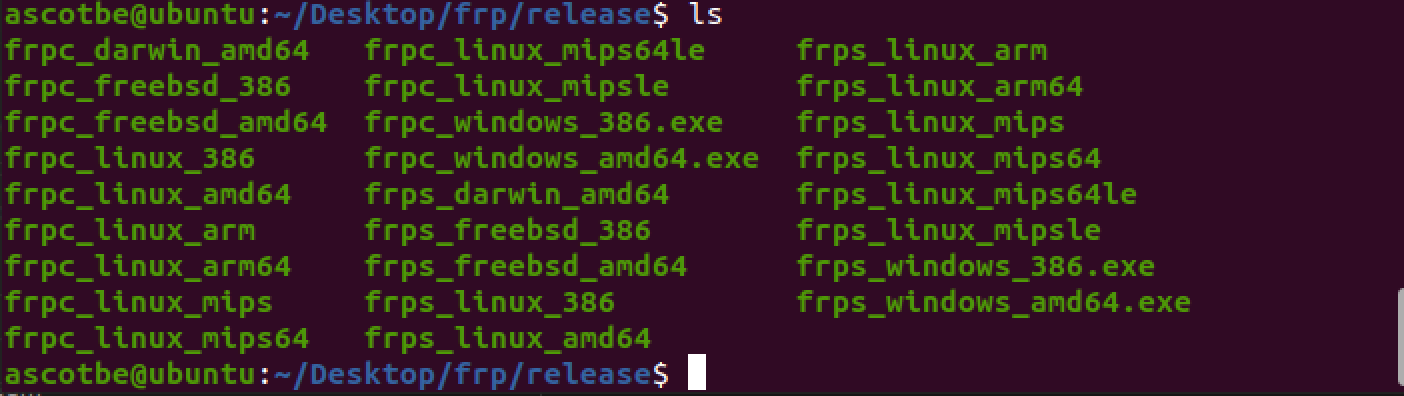 ascotbe@ubuntu:~/Desktop/frp/release$ ls
frpc_darwin_amd64   frpc_linux_mips64le     frps_linux_arm
frpc_freebsd_386    frpc_linux_mipsle       frps_linux_arm64
frpc_freebsd_amd64  frpc_windows_386.exe    frps_linux_mips
frpc_linux_386      frpc_windows_amd64.exe  frps_linux_mips64
frpc_linux_amd64    frps_darwin_amd64       frps_linux_mips64le
frpc_linux_arm      frps_freebsd_386        frps_linux_mipsle
frpc_linux_arm64    frps_freebsd_amd64      frps_windows_386.exe
frpc_linux_mips     frps_linux_386          frps_windows_amd64.exe
frpc_linux_mips64   frps_linux_amd64
ascotbe@ubuntu:~/Desktop/frp/release$